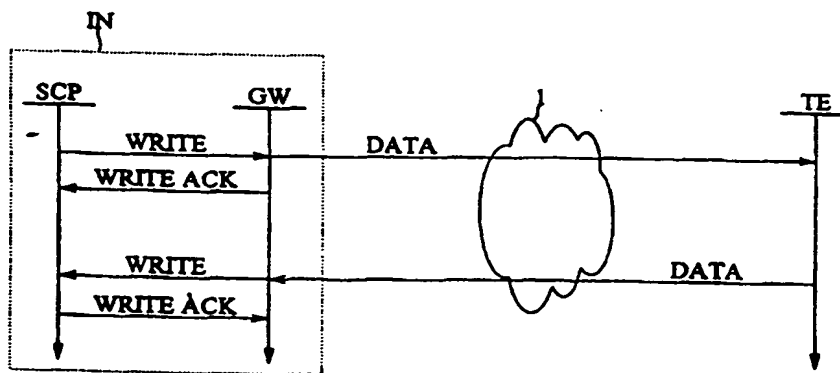 IN
SCP GW 1 TE
WRITE DATA
WRITE ACK
WRITE DATA
WRITE ACK